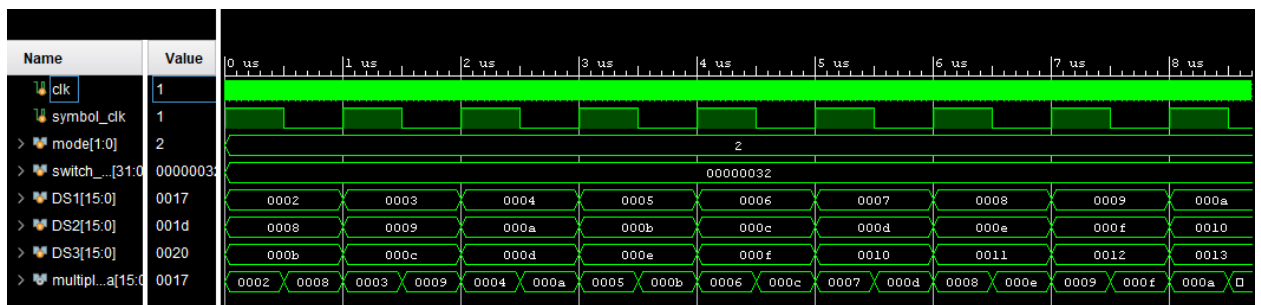 Name Value 0 us 1 us 2 us 3 us 4 us 5 us 6 us 7 us 8 us
clk 1
symbol_clk 1
mode[1:0] 2 2
switch_...[31:0 00000032 00000032
DS1[15:0] 0017 0002 0003 0004 0005 0006 0007 0008 0009 000a
DS2[15:0] 001d 0008 0009 000a 000b 000c 000d 000e 000f 0010
DS3[15:0] 0020 000b 000c 000d 000e 000f 0010 0011 0012 0013
multipl...a[15:0 0017 0002 0008 0003 0009 0004 000a 0005 000b 0006 000c 0007 000d 0008 000e 0009 000f 000a